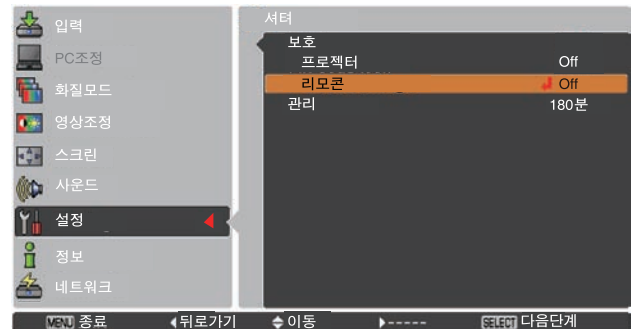 입력
PC조정
화질모드
영상조정
스크린
사운드
설정
정보
네트워크
셔터
보호
프로젝터 Off
리모콘 Off
관리 180분
MENU 종료 뒤로가기 이동 ----- SELECT 다음단계